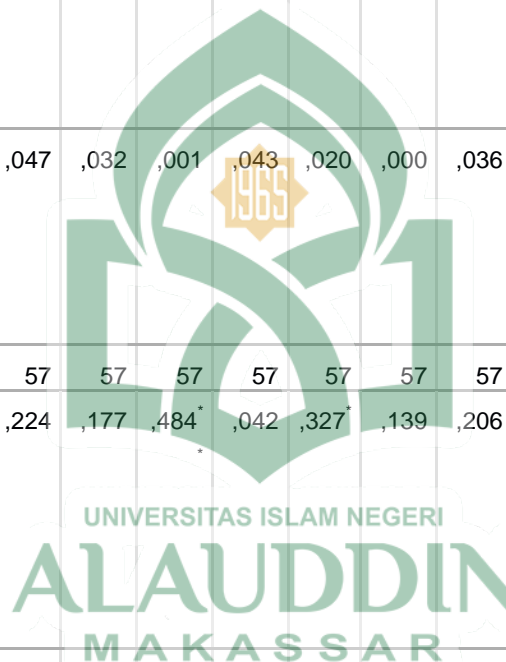 ,047 ,032 ,001 ,043 ,020 ,000 ,036
1965
57 57 57 57 57 57 57
,224 ,177 ,484* ,042 ,327* ,139 ,206
*
UNIVERSITAS ISLAM NEGERI
ALAUDDIN
MAKASSAR